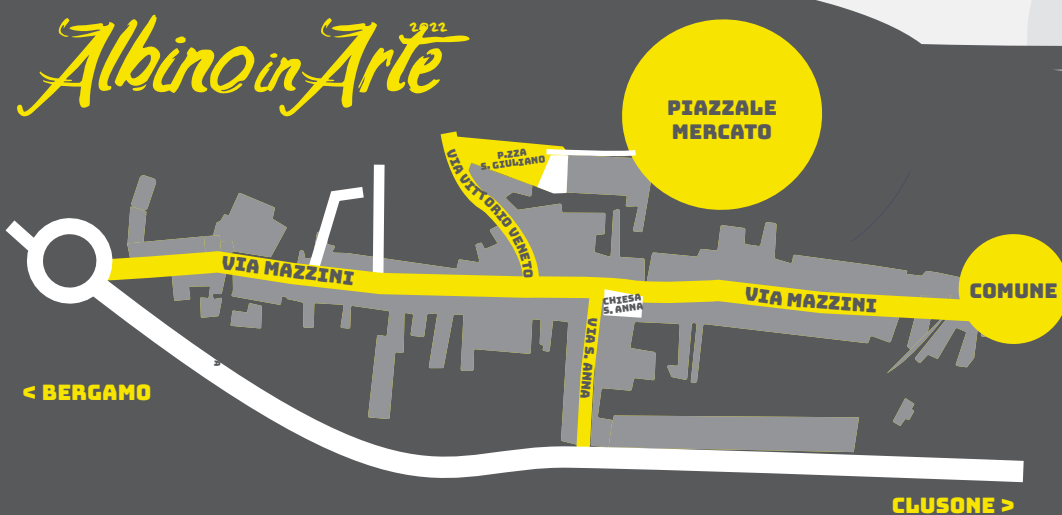 Albino in Arte 2022
PIAZZALE
MERCATO
P.ZZA
S. GIULIANO
VIA VITTORIO VENETO
VIA MAZZINI
VIA MAZZINI
COMUNE
CHIESA
S. ANNA
VIA S. ANNA
< BERGAMO
CLUSONE >